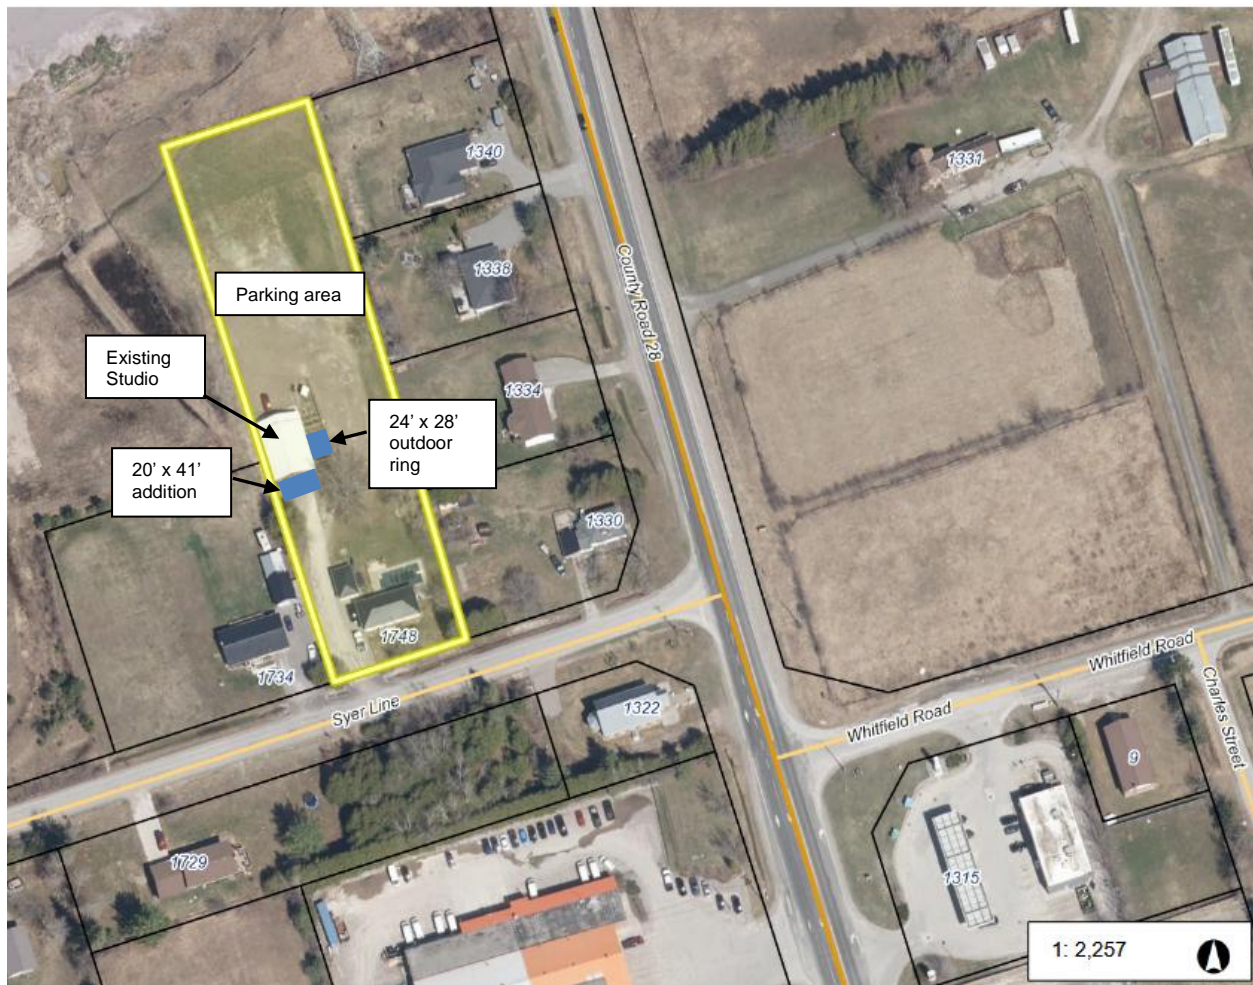 1340
1331
1338
County Road 28
Parking area
Existing
Studio
1334
24’ x 28’
outdoor
ring
20’ x 41’
addition
1330
1748
1734
Syer Line
1322
Whitfield Road
Whitfield Road
Charles Street
9
1729
1315
1: 2,257